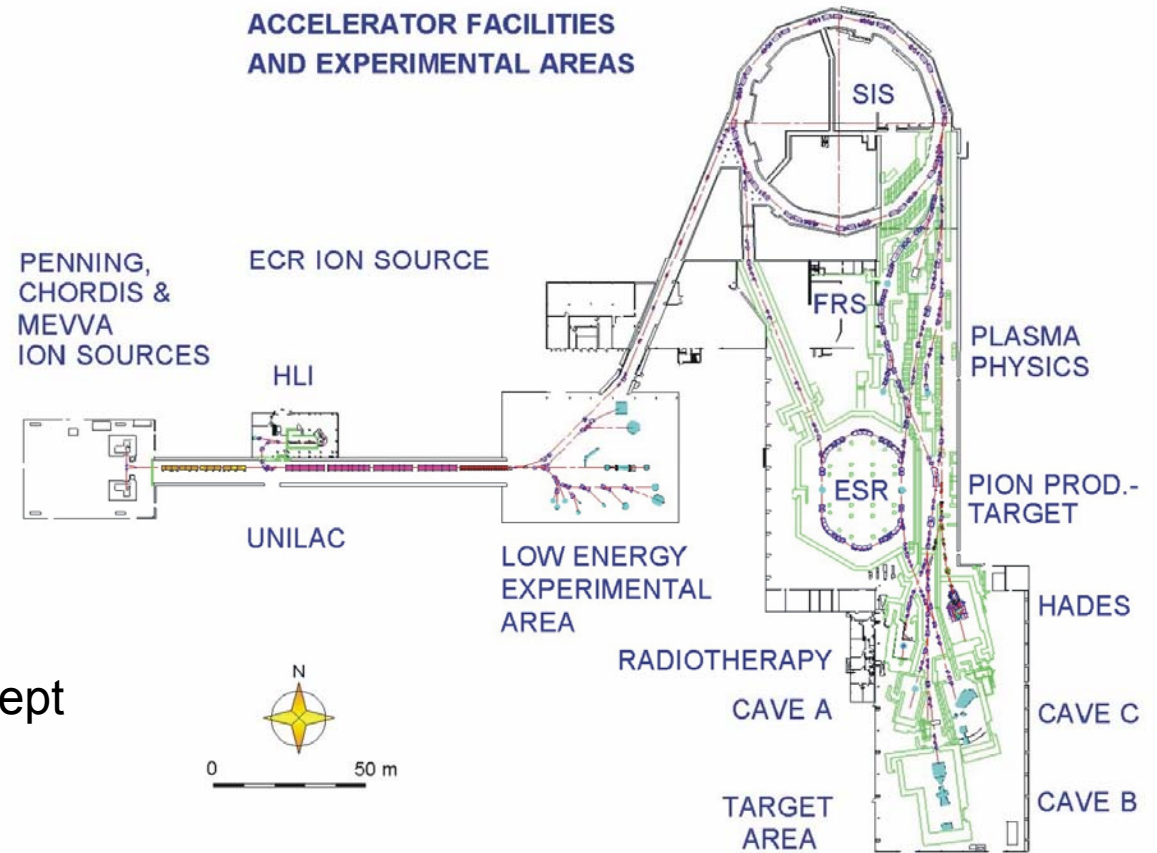 ACCELERATOR FACILITIES
AND EXPERIMENTAL AREAS
SIS
PENNING,
CHORDIS &
MEVVA
ION SOURCES
ECR ION SOURCE
HLI
FRS
PLASMA
PHYSICS
UNILAC
LOW ENERGY
EXPERIMENTAL
AREA
ESR
PION PROD.-
TARGET
HADES
RADIOTHERAPY
CAVE A
CAVE C
TARGET
AREA
CAVE B
ept
N
0
50 m